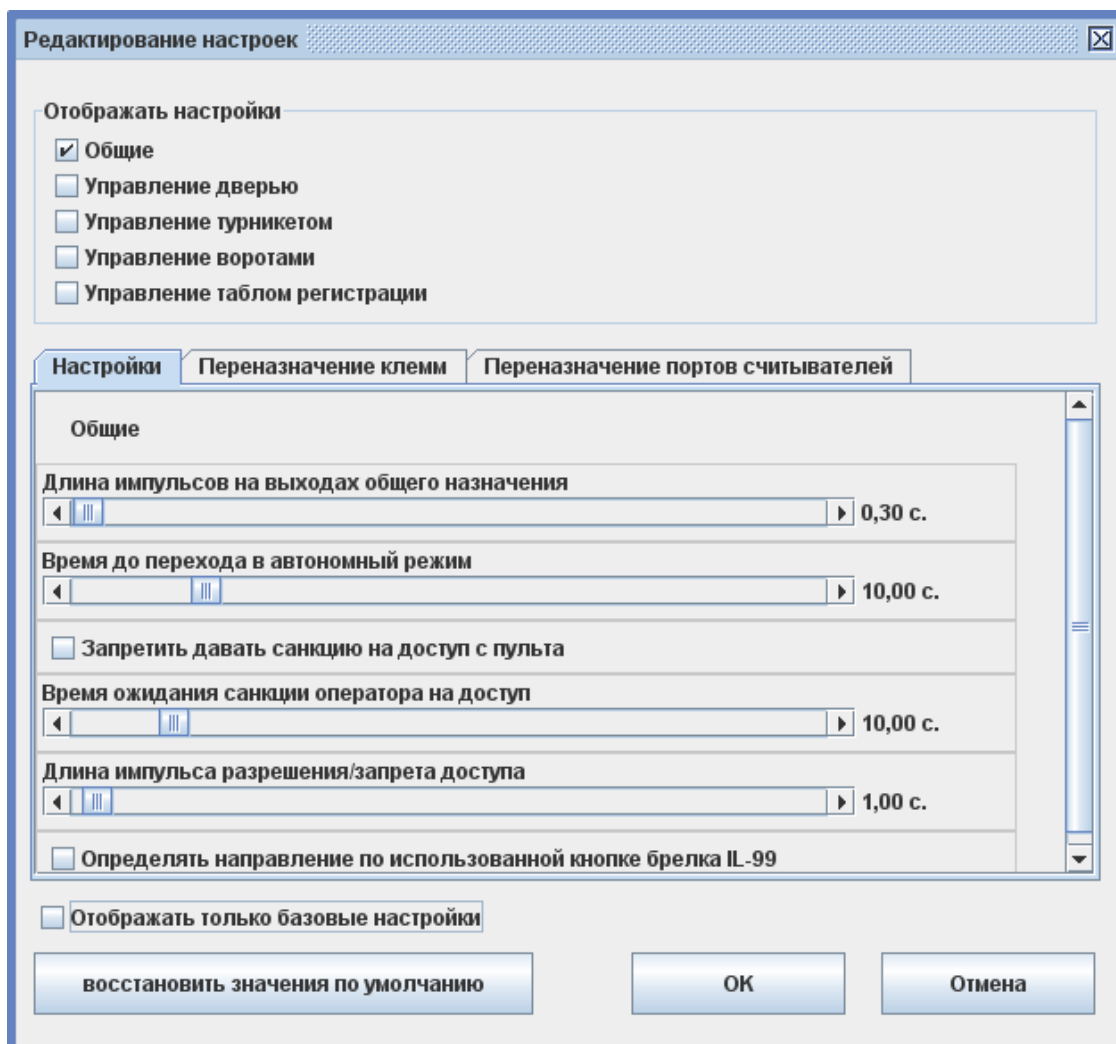 Редактирование настроек
Отображать настройки
Общие
Управление дверью
Управление турникетом
Управление воротами
Управление таблом регистрации
Настройки Переназначение клемм Переназначение портов считывателей
Общие
Длина импульсов на выходах общего назначения
0,30 с.
Время до перехода в автономный режим
10,00 с.
Запретить давать санкцию на доступ с пульта
Время ожидания санкции оператора на доступ
10,00 с.
Длина импульса разрешения/запрета доступа
1,00 с.
Определять направление по использованной кнопке брелка IL-99
Отображать только базовые настройки
восстановить значения по умолчанию ОК Отмена